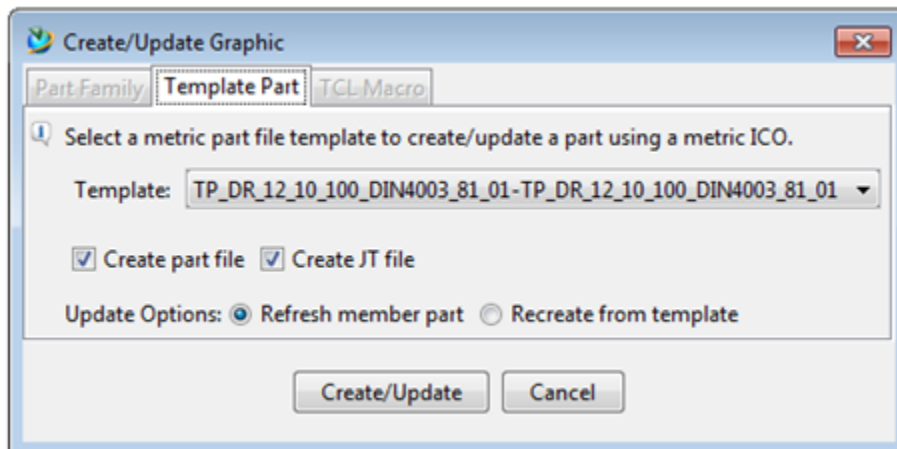 Create/Update Graphic
Part Family Template Part TCL Macro
Select a metric part file template to create/update a part using a metric ICO.
Template: TP_DR_12_10_100_DIN4003_81_01-TP_DR_12_10_100_DIN4003_81_01
Create part file Create JT file
Update Options: Refresh member part Recreate from template
Create/Update Cancel